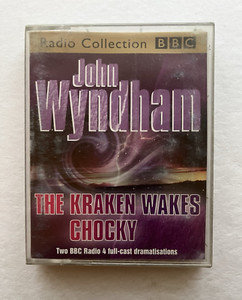 Radio Collection BBC
John
Wyndham
THE KRAKEN WAKES
CHOCKY
Two BBC Radio 4 full-cast dramatisations